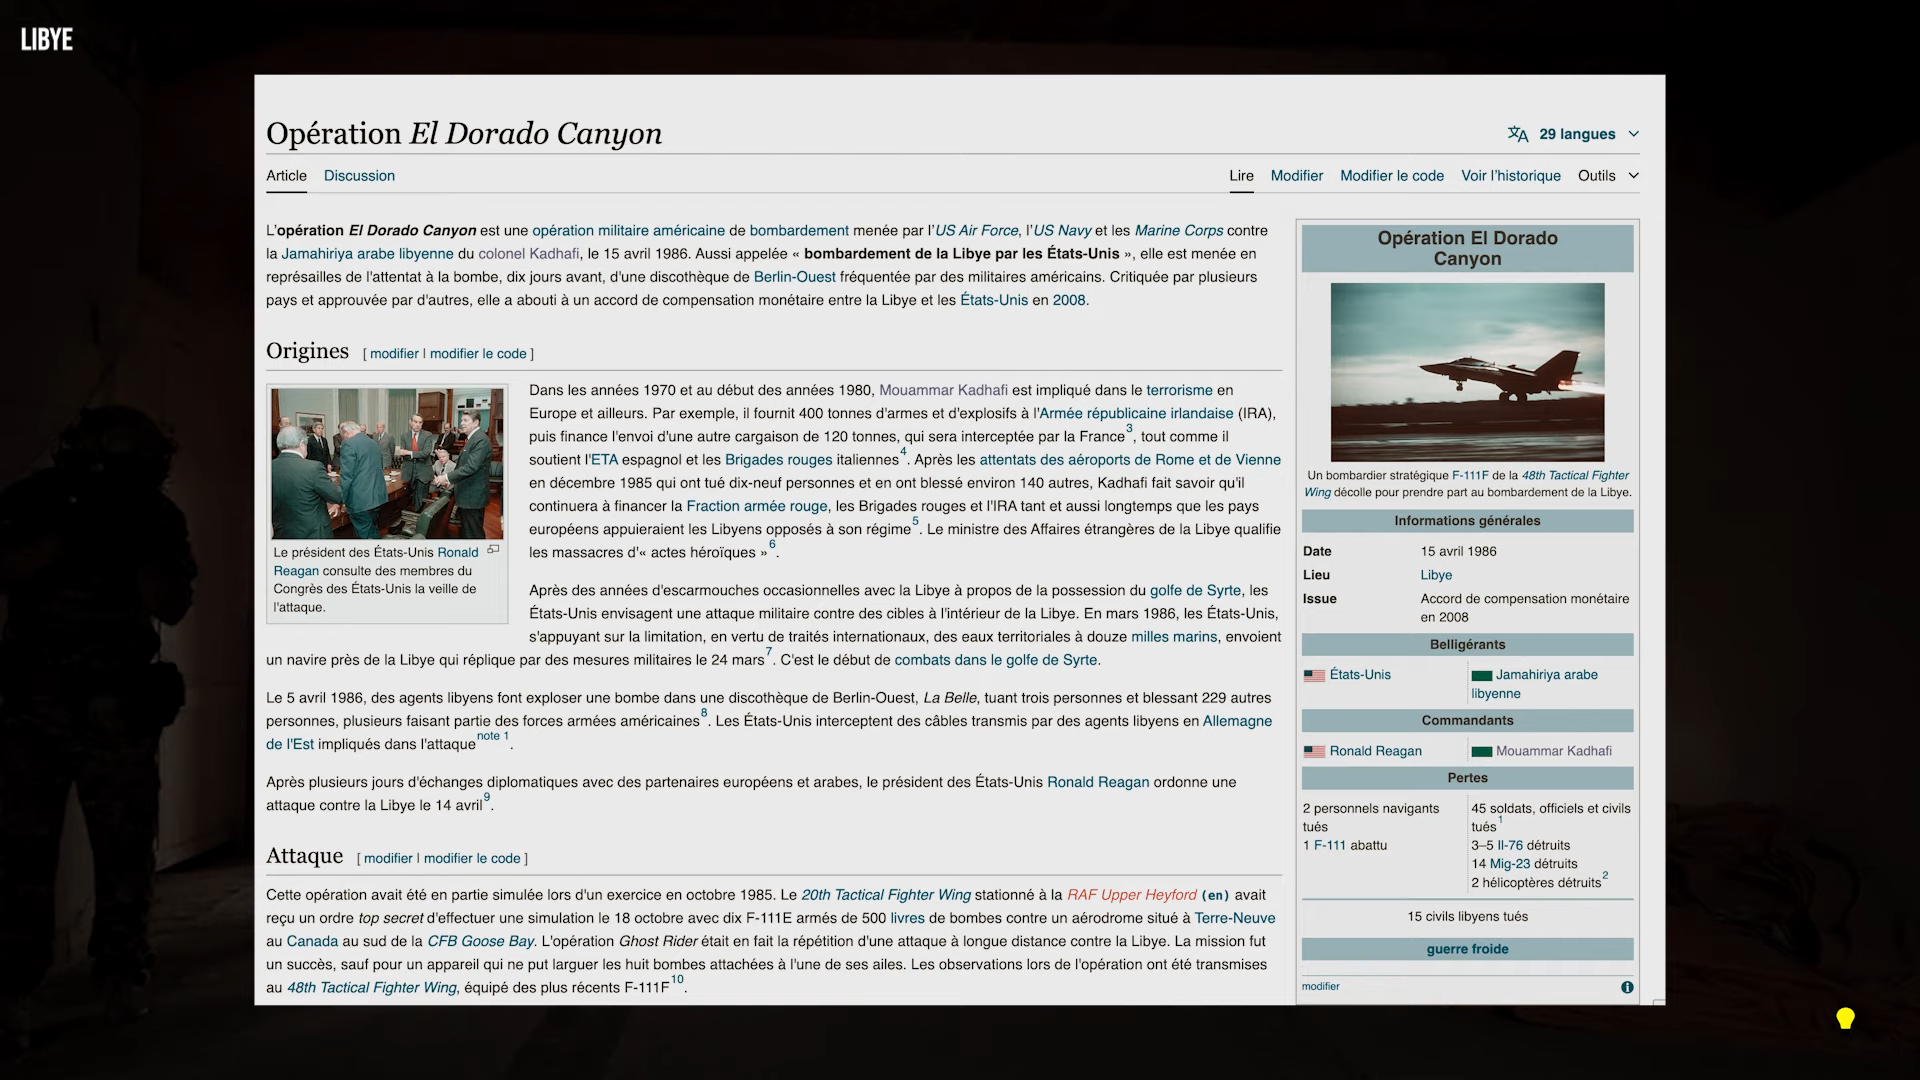 LIBYE
Opération El Dorado Canyon
29 langues
Article Discussion
Lire Modifier Modifier le code Voir l'historique Outils
L'opération El Dorado Canyon est une opération militaire américaine de bombardement menée par l'US Air Force, l'US Navy et les Marine Corps contre
la Jamahiriya arabe libyenne du colonel Kadhafi, le 15 avril 1986. Aussi appelée « bombardement de la Libye par les États-Unis », elle est menée en
représailles de l'attentat à la bombe, dix jours avant, d'une discothèque de Berlin-Ouest fréquentée par des militaires américains. Critiquée par plusieurs
pays et approuvée par d'autres, elle a abouti à un accord de compensation monétaire entre la Libye et les États-Unis en 2008.
Origines [ modifier | modifier le code ]
Dans les années 1970 et au début des années 1980, Mouammar Kadhafi est impliqué dans le terrorisme en
Europe et ailleurs. Par exemple, il fournit 400 tonnes d'armes et d'explosifs à l'Armée républicaine irlandaise (IRA),
puis finance l'envoi d'une autre cargaison de 120 tonnes, qui sera interceptée par la France3, tout comme il
soutient l'ETA espagnol et les Brigades rouges italiennes4. Après les attentats des aéroports de Rome et de Vienne
en décembre 1985 qui ont tué dix-neuf personnes et en ont blessé environ 140 autres, Kadhafi fait savoir qu'il
continuera à financer la Fraction armée rouge, les Brigades rouges et l'IRA tant et aussi longtemps que les pays
européens appuieraient les Libyens opposés à son régime5. Le ministre des Affaires étrangères de la Libye qualifie
les massacres d'« actes héroïques »6.
Le président des États-Unis Ronald
Reagan consulte des membres du
Congrès des États-Unis la veille de
l'attaque.
Après des années d'escarmouches occasionnelles avec la Libye à propos de la possession du golfe de Syrte, les
États-Unis envisagent une attaque militaire contre des cibles à l'intérieur de la Libye. En mars 1986, les États-Unis,
s'appuyant sur la limitation, en vertu de traités internationaux, des eaux territoriales à douze milles marins, envoient
un navire près de la Libye qui réplique par des mesures militaires le 24 mars7. C'est le début de combats dans le golfe de Syrte.
Le 5 avril 1986, des agents libyens font exploser une bombe dans une discothèque de Berlin-Ouest, La Belle, tuant trois personnes et blessant 229 autres
personnes, plusieurs faisant partie des forces armées américaines8. Les États-Unis interceptent des câbles transmis par des agents libyens en Allemagne
de l'Est impliqués dans l'attaquenote 1.
Après plusieurs jours d'échanges diplomatiques avec des partenaires européens et arabes, le président des États-Unis Ronald Reagan ordonne une
attaque contre la Libye le 14 avril9.
Attaque [ modifier | modifier le code ]
Cette opération avait été en partie simulée lors d'un exercice en octobre 1985. Le 20th Tactical Fighter Wing stationné à la RAF Upper Heyford (en) avait
reçu un ordre top secret d'effectuer une simulation le 18 octobre avec dix F-111E armés de 500 livres de bombes contre un aérodrome situé à Terre-Neuve
au Canada au sud de la CFB Goose Bay. L'opération Ghost Rider était en fait la répétition d'une attaque à longue distance contre la Libye. La mission fut
un succès, sauf pour un appareil qui ne put larguer les huit bombes attachées à l'une de ses ailes. Les observations lors de l'opération ont été transmises
au 48th Tactical Fighter Wing, équipé des plus récents F-111F10.
Opération El Dorado
Canyon
Un bombardier stratégique F-111F de la 48th Tactical Fighter
Wing décolle pour prendre part au bombardement de la Libye.
Informations générales
Date 15 avril 1986
Lieu Libye
Issue Accord de compensation monétaire
en 2008
Belligérants
États-Unis Jamahiriya arabe
libyenne
Commandants
Ronald Reagan Mouammar Kadhafi
Pertes
2 personnels navigants 45 soldats, officiels et civils
tués tués1
1 F-111 abattu 3–5 Il-76 détruits
14 Mig-23 détruits
2 hélicoptères détruits2
15 civils libyens tués
guerre froide
modifier